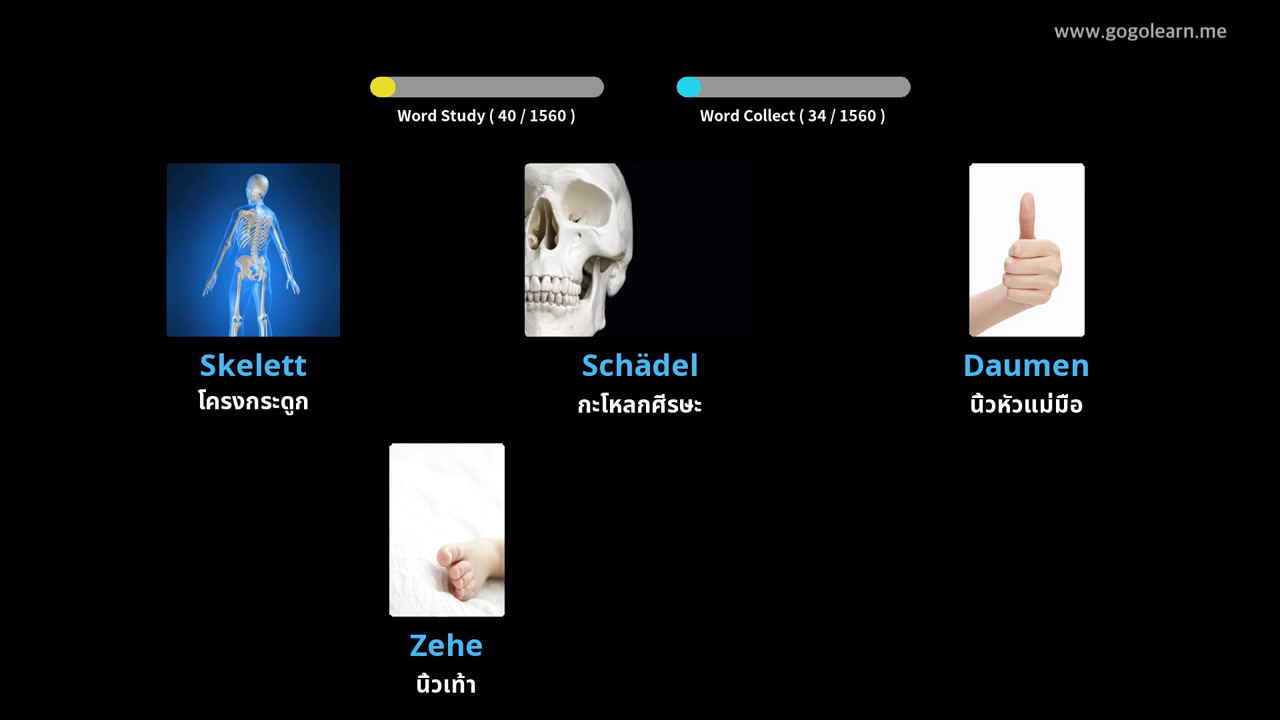 www.gogolearn.me
Word Study ( 40 / 1560 )
Word Collect ( 34 / 1560 )
Skelett
โครงกระดูก
Schädel
กะโหลกศีรษะ
Daumen
นิ้วหัวแม่มือ
Zehe
นิ้วเท้า